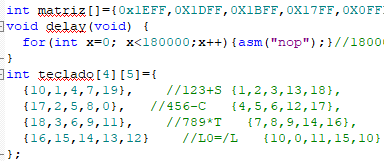 int matriz[]={0x1EFF,0x1DFF,0x1BFF,0x17FF,0x0FF
void delay(void) {
for(int x=0; x<180000;x++){asm("nop");}//1800
}
int teclado[4][5]={
{10,1,4,7,19}, //123+S {1,2,3,13,18},
{17,2,5,8,0}, //456-C {4,5,6,12,17},
{18,3,6,9,11}, //789*T {7,8,9,14,16},
{16,15,14,13,12} //L0=/L {10,0,11,15,10}
};